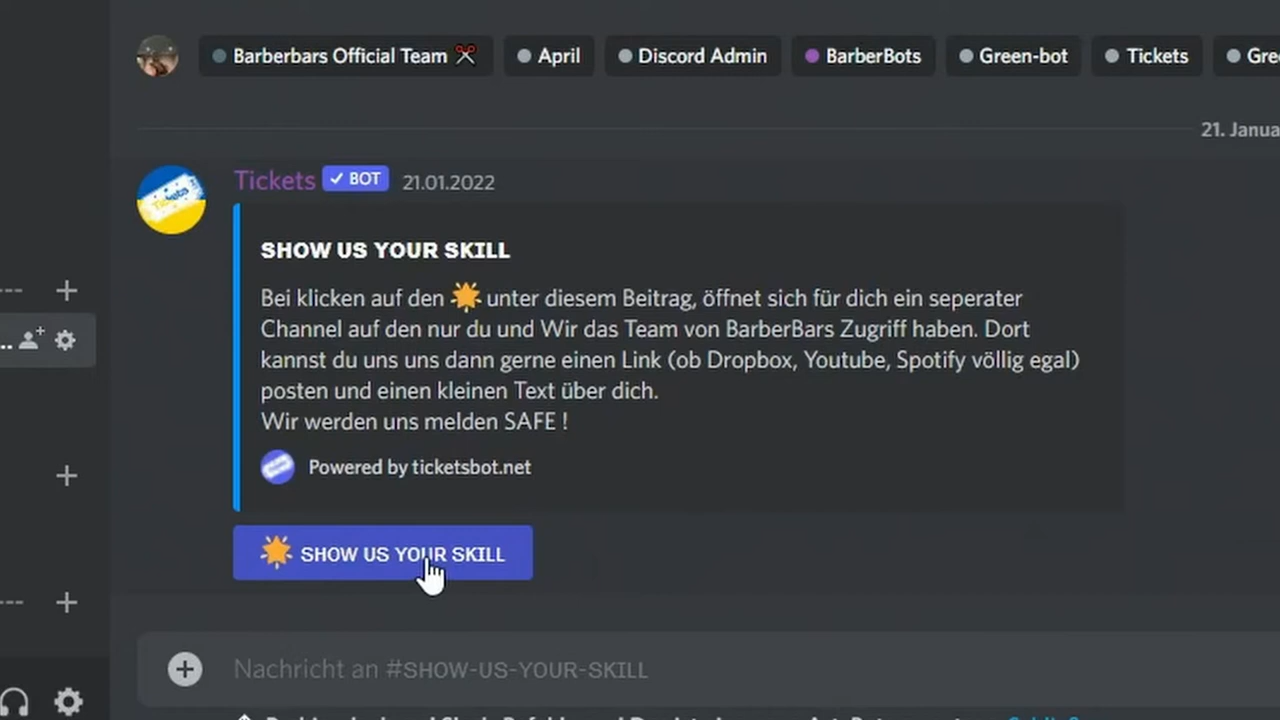 Barberbars Official Team April Discord Admin BarberBots Green-bot Tickets Gre
21. Janua
Tickets ✓ BOT 21.01.2022
SHOW US YOUR SKILL
Bei klicken auf den 🌟 unter diesem Beitrag, öffnet sich für dich ein seperater
Channel auf den nur du und Wir das Team von BarberBars Zugriff haben. Dort
kannst du uns uns dann gerne einen Link (ob Dropbox, Youtube, Spotify völlig egal)
posten und einen kleinen Text über dich.
Wir werden uns melden SAFE !
Powered by ticketsbot.net
🌟 SHOW US YOUR SKILL
Nachricht an #SHOW-US-YOUR-SKILL